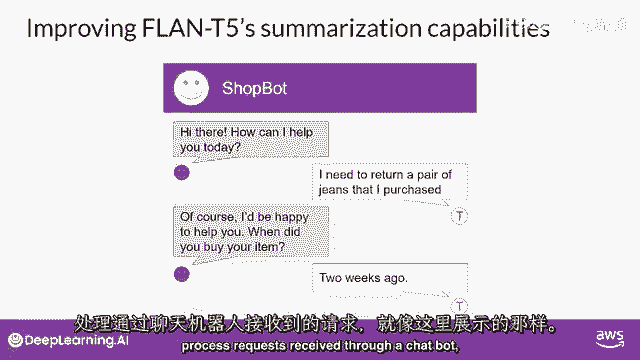 Improving FLAN-T5's summarization capabilities
ShopBot
Hi there! How can I help
you today?
I need to return a pair of
jeans that I purchased
T
Of course, I'd be happy
to help you. When did
you buy your item?
Two weeks ago.
T
处理通过聊天机器人接收到的请求，就像这里展示的那样。
process requests received through a chat bot,
DeepLearning.AI
aws